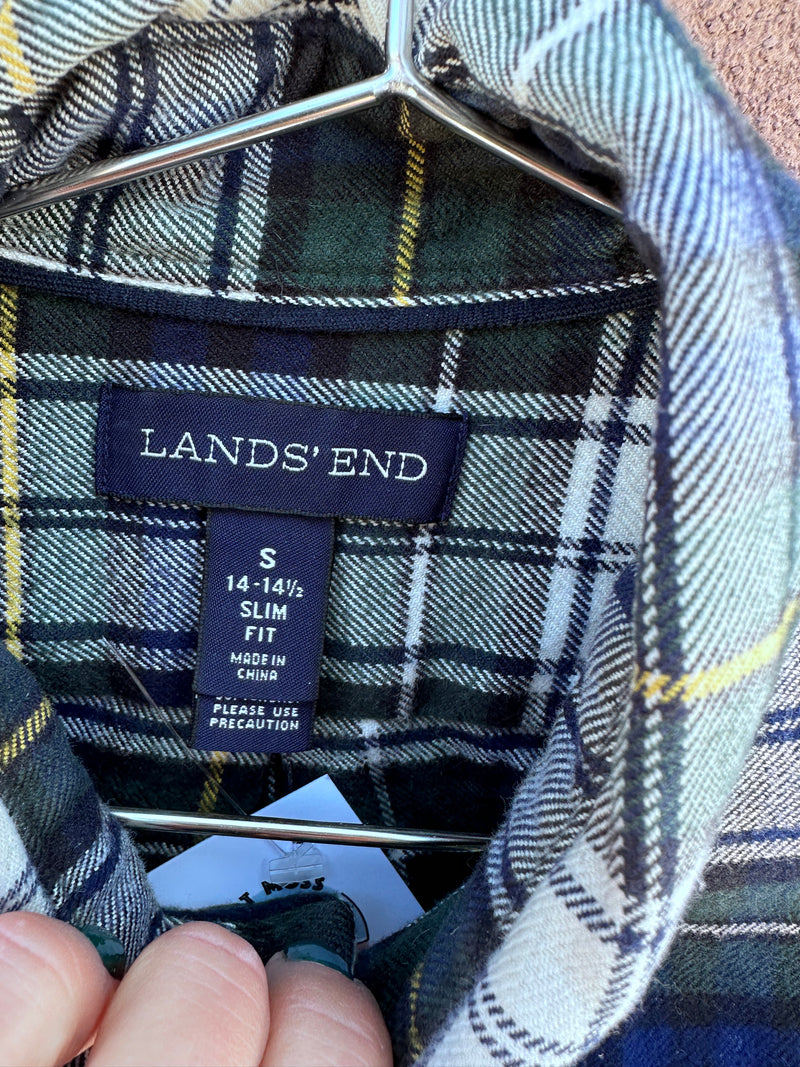 LANDS' END
S
14-14½
SLIM
FIT
MADE IN
CHINA
PLEASE USE
PRECAUTION